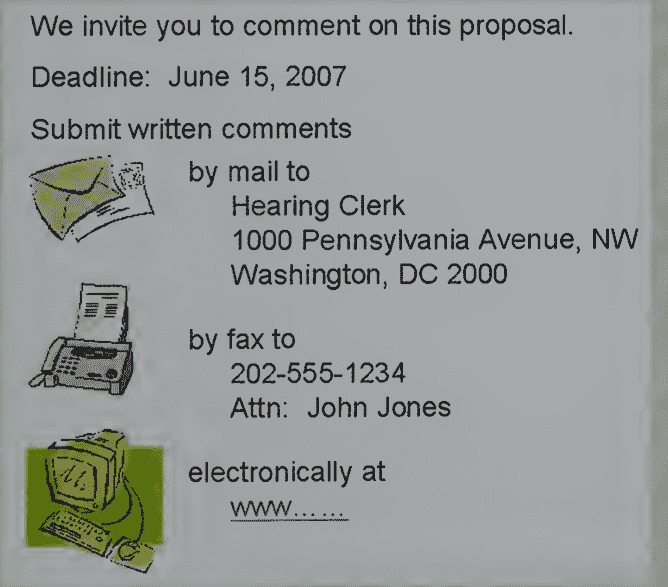 We invite you to comment on this proposal.
Deadline: June 15, 2007
Submit written comments
by mail to
Hearing Clerk
1000 Pennsylvania Avenue, NW
Washington, DC 2000
by fax to
202-555-1234
Attn: John Jones
electronically at
www......